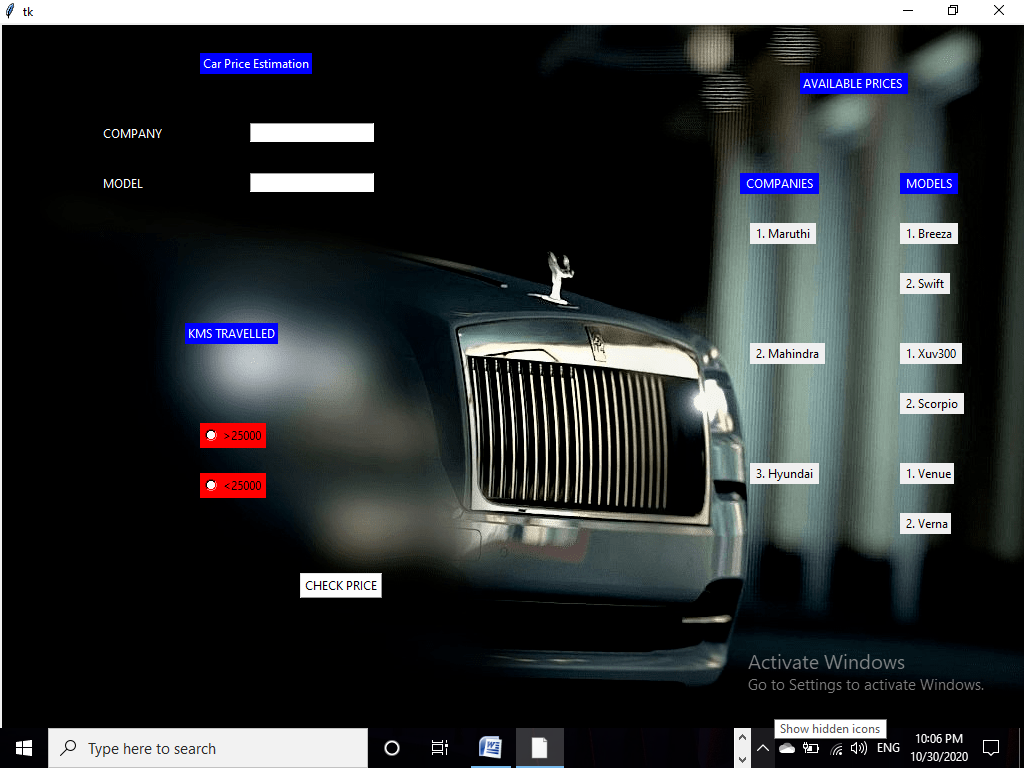 tk
Car Price Estimation
AVAILABLE PRICES
COMPANY
MODEL
COMPANIES
MODELS
1. Maruthi
1. Breeza
2. Swift
KMS TRAVELLED
2. Mahindra
1. Xuv300
2. Scorpio
>25000
3. Hyundai
1. Venue
<25000
2. Verna
CHECK PRICE
Activate Windows
Go to Settings to activate Windows.
Show hidden icons
Type here to search
ENG
10:06 PM
10/30/2020